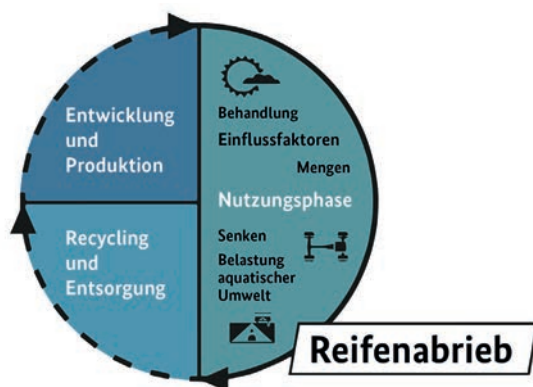 Entwicklung
und
Produktion
Behandlung
Einflussfaktoren
Mengen
Nutzungsphase
Recycling
und
Entsorgung
Senken
Belastung
aquatischer
Umwelt
Reifenabrieb